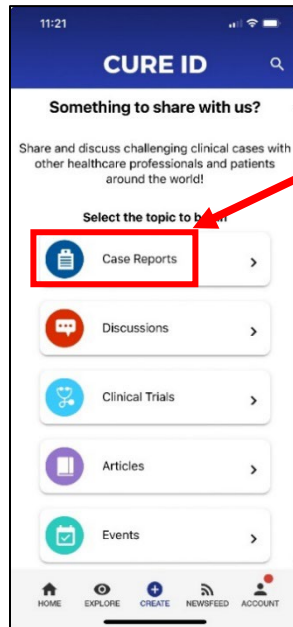 11:21
CURE ID
Something to share with us?
Share and discuss challenging clinical cases with
other healthcare professionals and patients
around the world!
Select the topic to
Case Reports
Discussions
Clinical Trials
Articles
Events
HOME EXPLORE CREATE NEWSFEED ACCOUNT